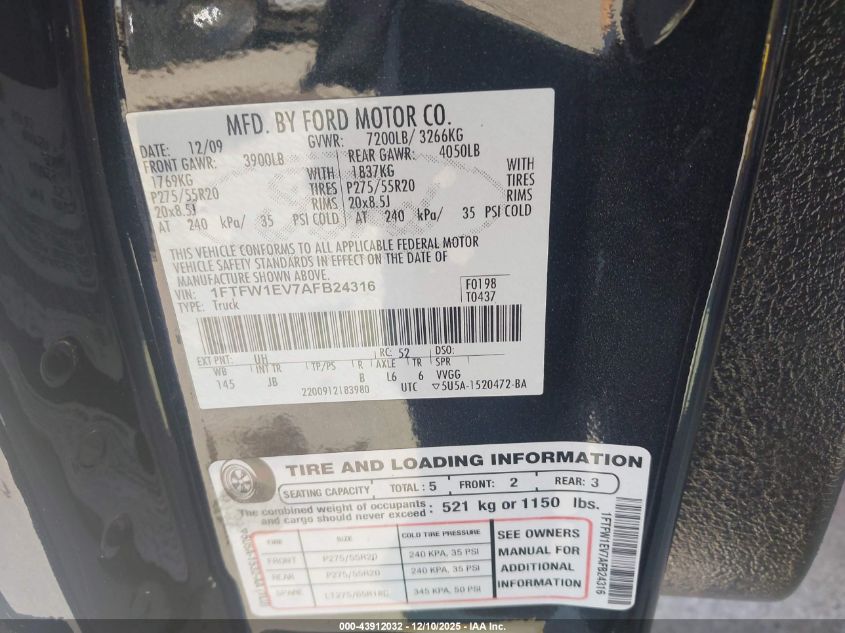 MFD. BY FORD MOTOR CO.
DATE: 12/09 GVWR: 7200LB/ 3266KG
FRONT GAWR: 3900LB REAR GAWR: 4050LB
1769KG WITH 1837KG WITH
P275/55R20 TIRES P275/55R20 TIRES
20x8.5J RIMS 20x8.5J RIMS
AT 240 kPa/ 35 PSI COLD AT 240 kPa/ 35 PSI COLD
THIS VEHICLE CONFORMS TO ALL APPLICABLE FEDERAL MOTOR
VEHICLE SAFETY STANDARDS IN EFFECT ON THE DATE OF
MANUFACTURE SHOWN ABOVE.
VIN: 1FTFW1EV7AFB24316 F0198
TYPE: Truck T0437
EXT PNT: UH RC: 52 DSO:
WB INT TR TP/PS R AXLE TR SPR
145 JB B L6 6 VVGG
2200912183980 UTC ▽5U5A-1520472-BA
TIRE AND LOADING INFORMATION
SEATING CAPACITY TOTAL : 5 FRONT: 2 REAR: 3
The combined weight of occupants and cargo should never exceed : 521 kg or 1150 lbs.
TIRE SIZE COLD TIRE PRESSURE
FRONT P275/55R20 240 KPA, 35 PSI
REAR P275/55R20 240 KPA, 35 PSI
SPARE LT275/65R18C 345 KPA, 50 PSI
SEE OWNERS
MANUAL FOR
ADDITIONAL
INFORMATION
1FTFW1EV7AFB24316
000-43912032 - 12/10/2025 - IAA Inc.